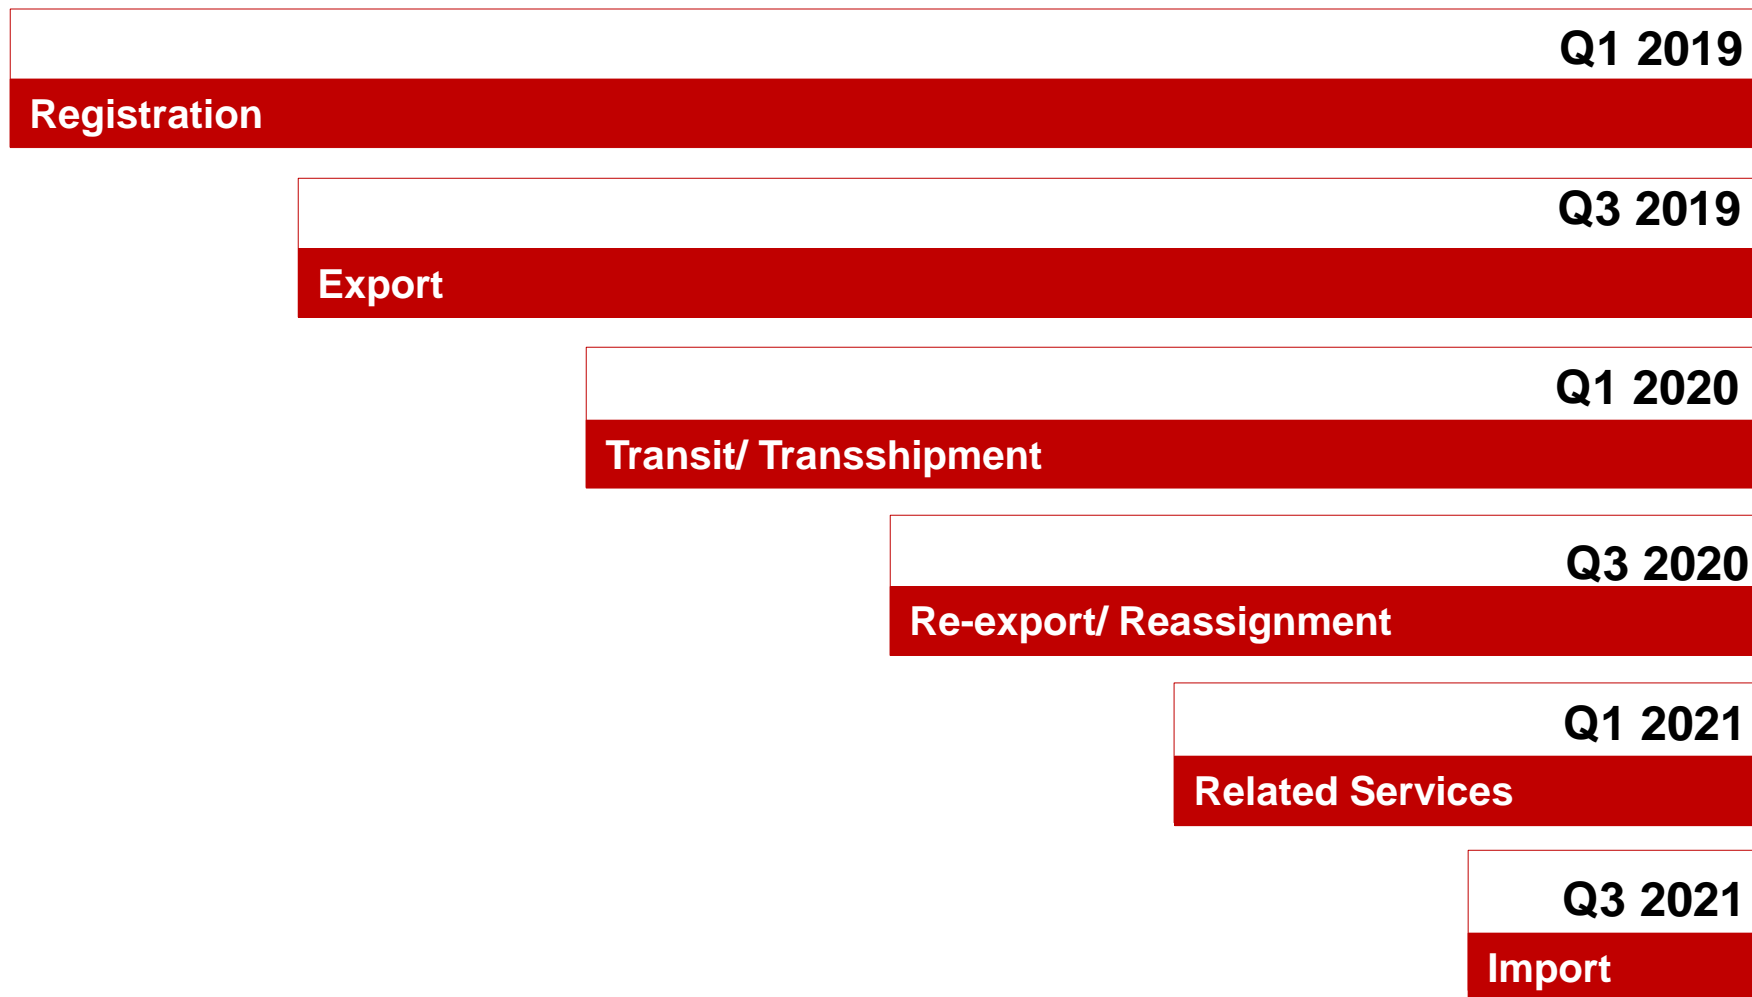 Q1 2019
Registration
Q3 2019
Export
Q1 2020
Transit/ Transshipment
Q3 2020
Re-export/ Reassignment
Q1 2021
Related Services
Q3 2021
Import